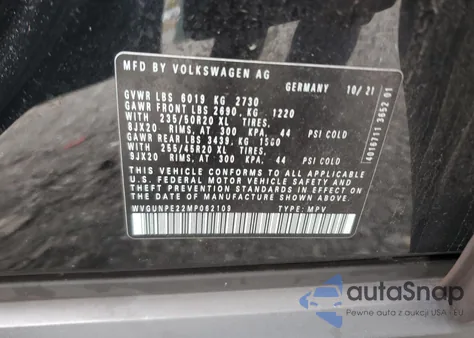 MFD BY VOLKSWAGEN AG
GERMANY 10/21
GVWR LBS 6019 KG 2730
GAWR FRONT LBS 2690, KG 1220
WITH 235/50R20 XL TIRES,
8JX20 RIMS, AT 300 KPA, 44 PSI COLD
GAWR REAR LBS 3439, KG 1560
WITH 255/45R20 XL TIRES,
9JX20 RIMS, AT 300 KPA, 44 PSI COLD
THIS VEHICLE CONFORMS TO ALL APPLICABLE
U.S. FEDERAL MOTOR VEHICLE SAFETY AND
THEFT PREVENTION STANDARDS IN EFFECT ON
THE DATE OF MANUFACTURE SHOWN ABOVE.
WVGUNPE22MP062109 TYPE: MPV
autoSnap
Pewne auta z aukcji USA i EU